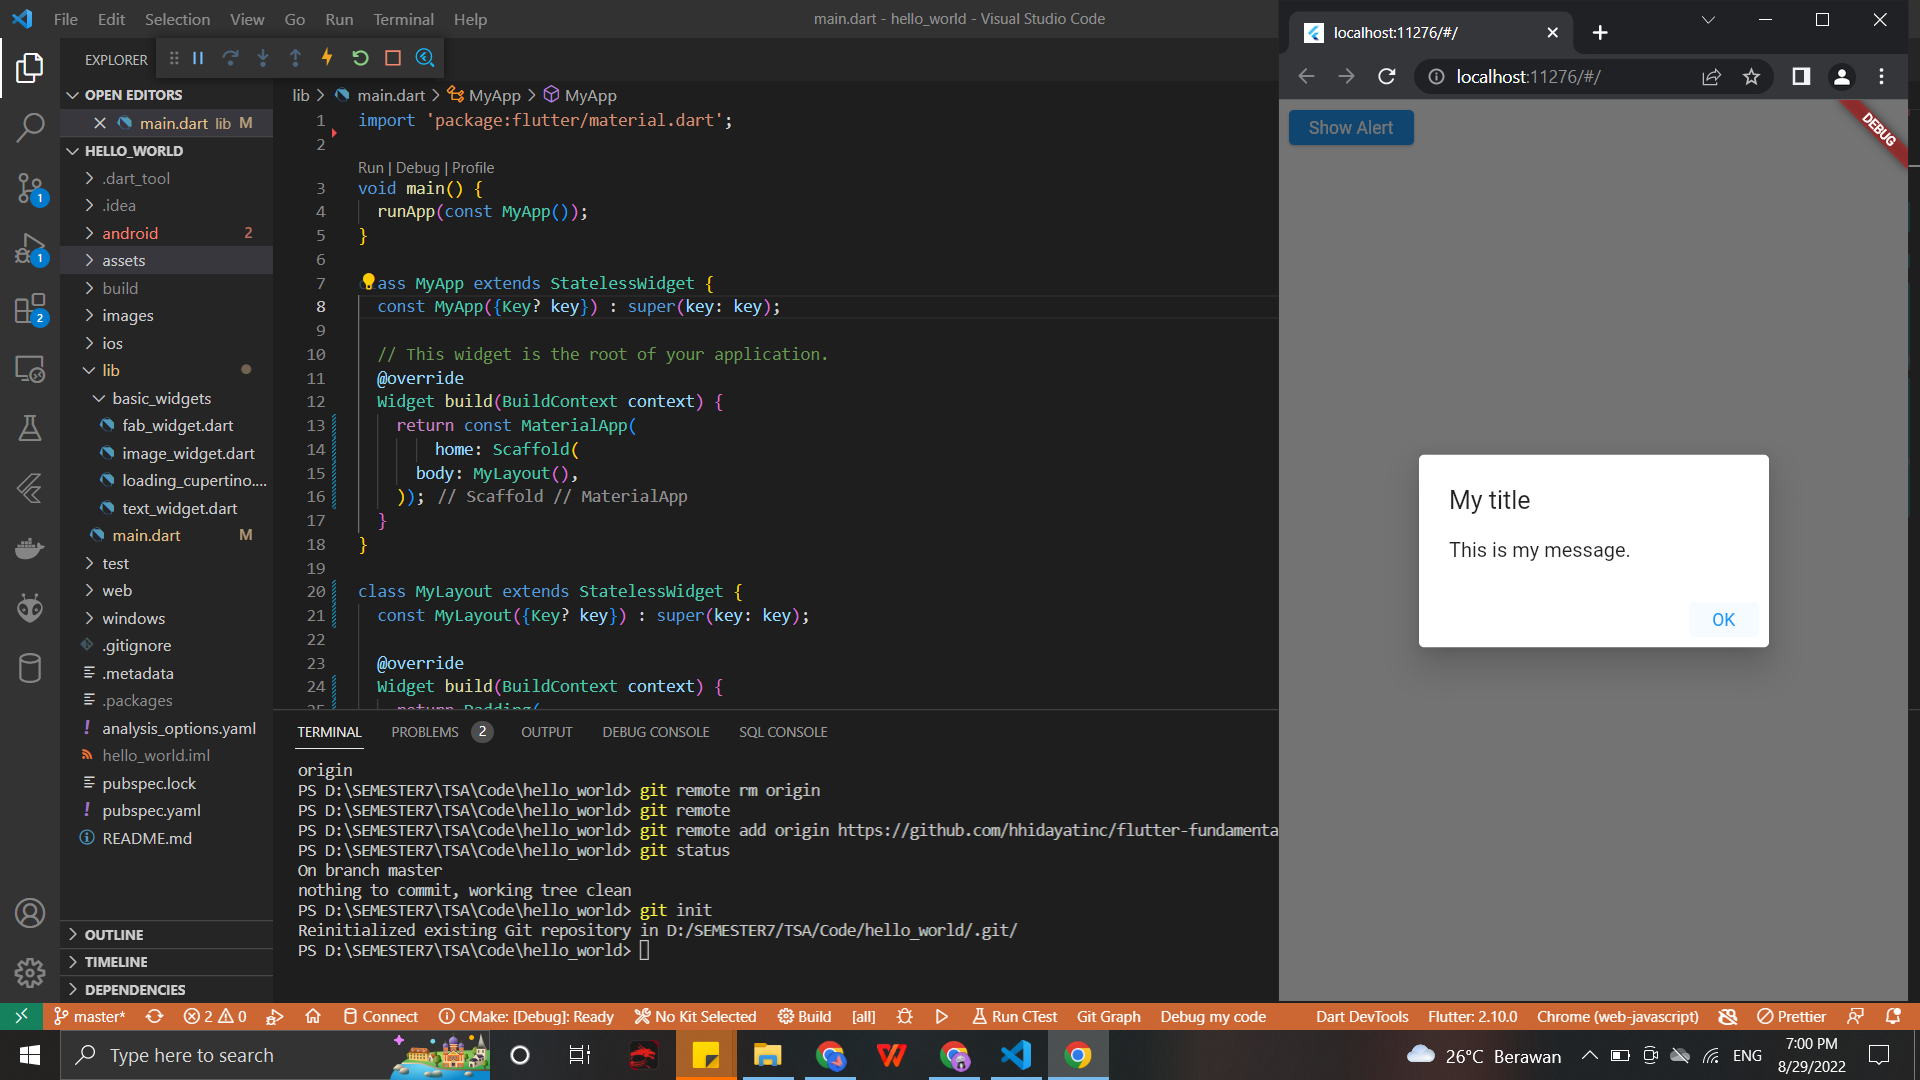 File Edit Selection View Go Run Terminal Help
main.dart - hello_world - Visual Studio Code
EXPLORER
OPEN EDITORS
main.dart lib M
HELLO_WORLD
.dart_tool
.idea
android 2
assets
build
images
ios
lib
basic_widgets
fab_widget.dart
image_widget.dart
loading_cupertino....
text_widget.dart
main.dart M
test
web
windows
.gitignore
.metadata
.packages
analysis_options.yaml
hello_world.iml
pubspec.lock
pubspec.yaml
README.md
OUTLINE
TIMELINE
DEPENDENCIES
1
1
2
lib > main.dart > MyApp > MyApp
1 import 'package:flutter/material.dart';
2
Run | Debug | Profile
3 void main() {
4 runApp(const MyApp());
5 }
6
7 ass MyApp extends StatelessWidget {
8 const MyApp({Key? key}) : super(key: key);
9
10 // This widget is the root of your application.
11 @override
12 Widget build(BuildContext context) {
13 return const MaterialApp(
14 home: Scaffold(
15 body: MyLayout(),
16 )); // Scaffold // MaterialApp
17 }
18 }
19
20 class MyLayout extends StatelessWidget {
21 const MyLayout({Key? key}) : super(key: key);
22
23 @override
24 Widget build(BuildContext context) {
25 return Padding(
TERMINAL PROBLEMS 2 OUTPUT DEBUG CONSOLE SQL CONSOLE
origin
PS D:\SEMESTER7\TSA\Code\hello_world> git remote rm origin
PS D:\SEMESTER7\TSA\Code\hello_world> git remote
PS D:\SEMESTER7\TSA\Code\hello_world> git remote add origin https://github.com/hhidayatinc/flutter-fundamenta
PS D:\SEMESTER7\TSA\Code\hello_world> git status
On branch master
nothing to commit, working tree clean
PS D:\SEMESTER7\TSA\Code\hello_world> git init
Reinitialized existing Git repository in D:/SEMESTER7/TSA/Code/hello_world/.git/
PS D:\SEMESTER7\TSA\Code\hello_world>
localhost:11276/#/
localhost:11276/#/
Show Alert
DEBUG
My title
This is my message.
OK
master* 2 0 Connect CMake: [Debug]: Ready No Kit Selected Build [all] Run CTest Git Graph Debug my code Dart DevTools Flutter: 2.10.0 Chrome (web-javascript) Prettier
Type here to search
26°C Berawan
ENG
7:00 PM
8/29/2022